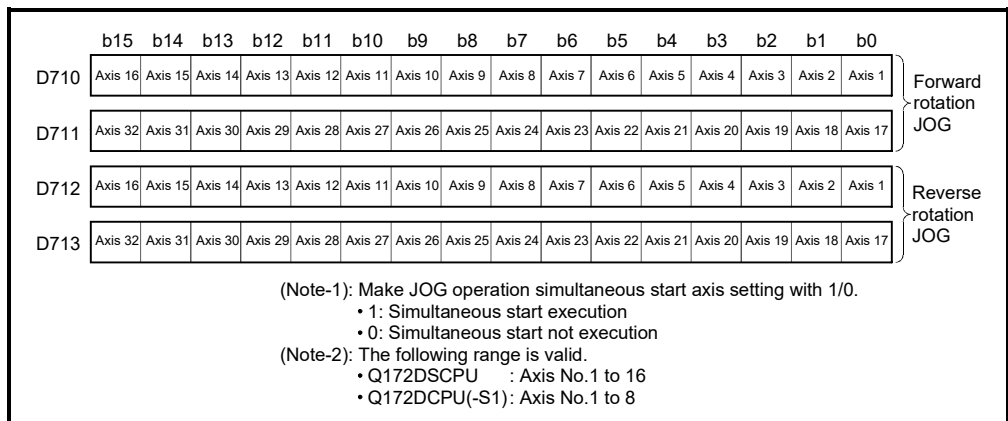 b15 b14 b13 b12 b11 b10 b9 b8 b7 b6 b5 b4 b3 b2 b1 b0
D710 Axis 16 Axis 15 Axis 14 Axis 13 Axis 12 Axis 11 Axis 10 Axis 9 Axis 8 Axis 7 Axis 6 Axis 5 Axis 4 Axis 3 Axis 2 Axis 1
Forward
rotation
JOG
D711 Axis 32 Axis 31 Axis 30 Axis 29 Axis 28 Axis 27 Axis 26 Axis 25 Axis 24 Axis 23 Axis 22 Axis 21 Axis 20 Axis 19 Axis 18 Axis 17
D712 Axis 16 Axis 15 Axis 14 Axis 13 Axis 12 Axis 11 Axis 10 Axis 9 Axis 8 Axis 7 Axis 6 Axis 5 Axis 4 Axis 3 Axis 2 Axis 1
Reverse
rotation
JOG
D713 Axis 32 Axis 31 Axis 30 Axis 29 Axis 28 Axis 27 Axis 26 Axis 25 Axis 24 Axis 23 Axis 22 Axis 21 Axis 20 Axis 19 Axis 18 Axis 17
(Note-1): Make JOG operation simultaneous start axis setting with 1/0.
• 1: Simultaneous start execution
• 0: Simultaneous start not execution
(Note-2): The following range is valid.
• Q172DSCPU : Axis No.1 to 16
• Q172DCPU(-S1) : Axis No.1 to 8